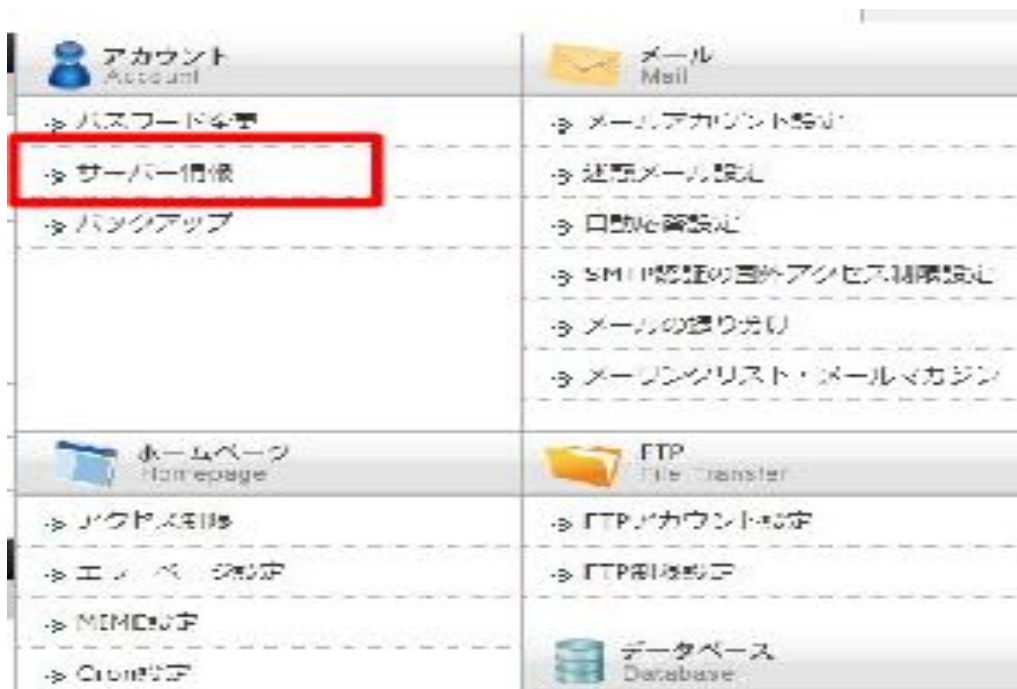 アカウント
Account
パスワード変更
サーバー情報
バックアップ
メール
Mail
メールアカウント設定
迷惑メール設定
自動応答設定
SMTP認証の国外アクセス制限設定
メールの振り分け
メーリングリスト・メールマガジン
ホームページ
Homepage
アクセス制限
エラーページ設定
MIME設定
Cron設定
FTP
File Transfer
FTPアカウント設定
FTP制限設定
データベース
Database